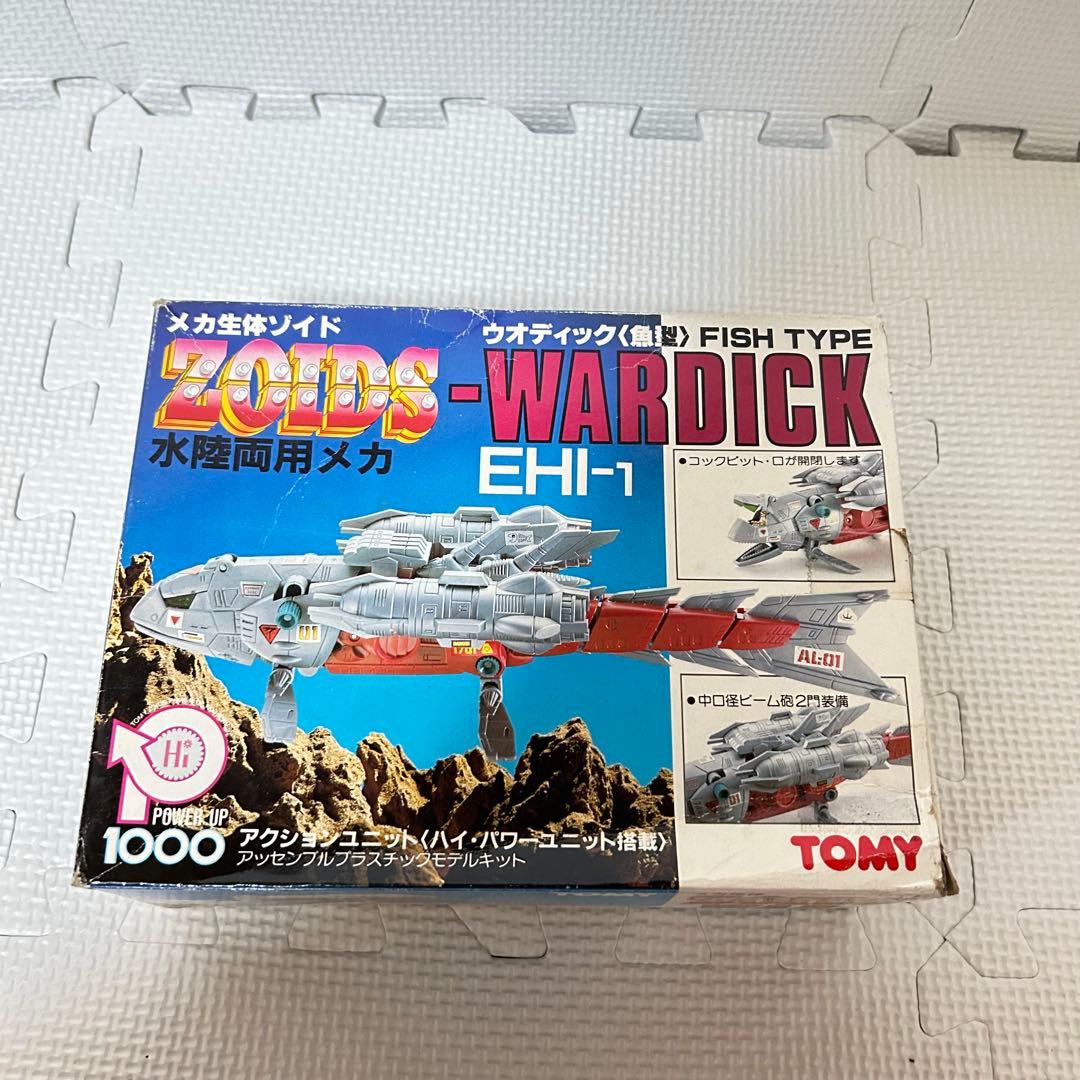 メカ生体ゾイド
ZOIDS
水陸両用メカ
ウオディック〈魚型〉 FISH TYPE
-WARDICK
EHI-1
●コックピット・口が開閉します
01
AL-01
●中口径ビーム砲2門装備
01
Hi
POWER UP
1000
アクションユニット〈ハイ・パワーユニット搭載〉
アッセンブルプラスチックモデルキット
TOMY
TOMY